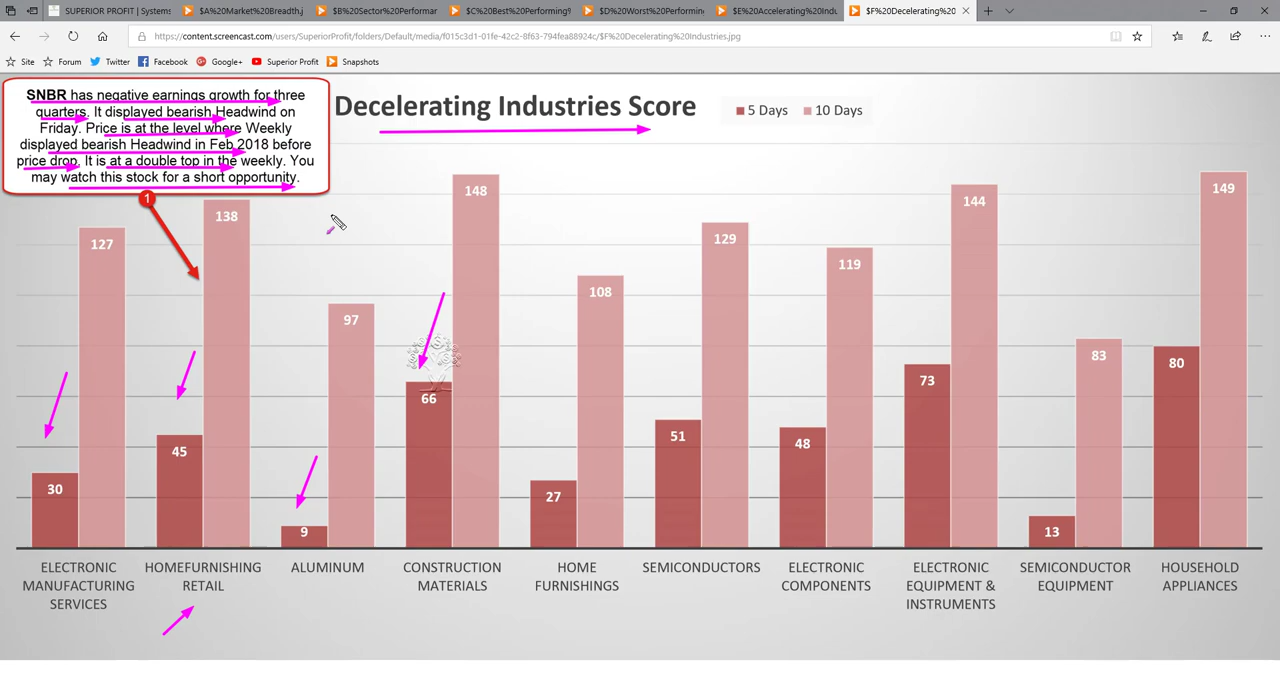 SUPERIOR PROFIT | Systems
$A%20Market%20Breadth.j
$B%20Sector%20Performar
$C%20Best%20Performing%
$D%20Worst%20Performing
$E%20Accelerating%20Indu
$F%20Decelerating%20
https://content.screencast.com/users/SuperiorProfit/folders/Default/media/f015c3d1-01fe-42c2-8f63-794fea88924c/$F%20Decelerating%20Industries.jpg
Site
Forum
Twitter
Facebook
Google+
Superior Profit
Snapshots
SNBR has negative earnings growth for three
quarters. It displayed bearish Headwind on
Friday. Price is at the level where Weekly
displayed bearish Headwind in Feb 2018 before
price drop. It is at a double top in the weekly. You
may watch this stock for a short opportunity.
1
Decelerating Industries Score
5 Days
10 Days
30
127
45
138
9
97
66
148
27
108
51
129
48
119
73
144
13
83
80
149
ELECTRONIC
MANUFACTURING
SERVICES
HOMEFURNISHING
RETAIL
ALUMINUM
CONSTRUCTION
MATERIALS
HOME
FURNISHINGS
SEMICONDUCTORS
ELECTRONIC
COMPONENTS
ELECTRONIC
EQUIPMENT &
INSTRUMENTS
SEMICONDUCTOR
EQUIPMENT
HOUSEHOLD
APPLIANCES